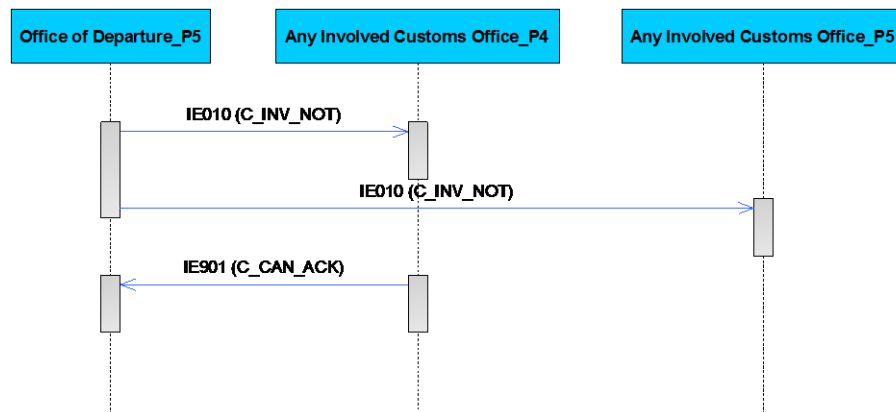 Office of Departure_P5
Any Involved Customs Office_P4
Any Involved Customs Office_P5
IE010 (C_INV_NOT)
IE010 (C_INV_NOT)
IE901 (C_CAN_ACK)